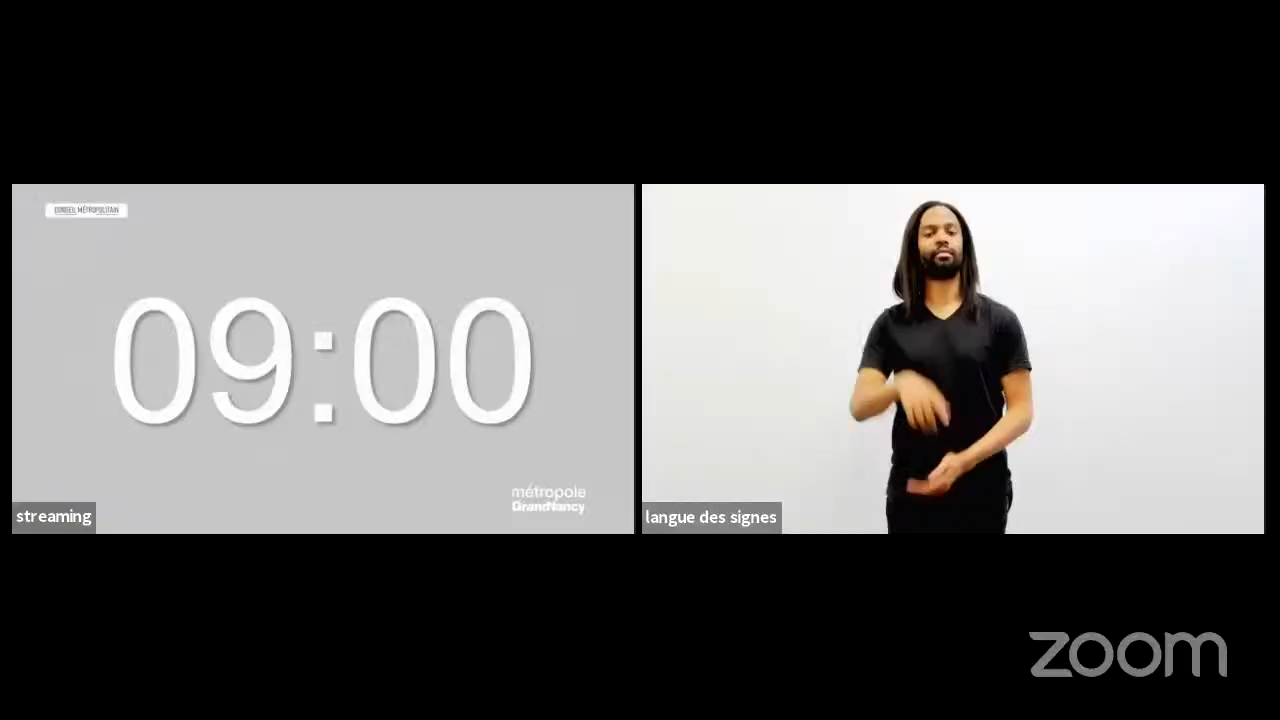 CONSEIL MÉTROPOLITAIN
09:00
métropole
GrandNancy
streaming
langue des signes
zoom